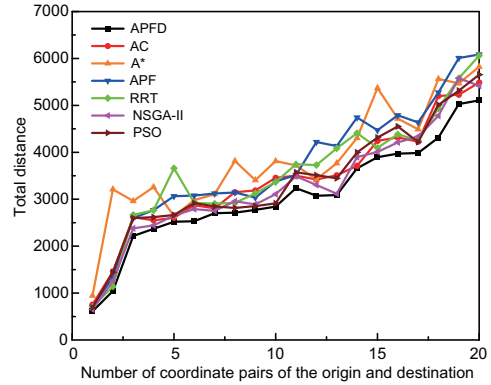 7000
6000
5000
4000
3000
2000
1000
0
Total distance
APFD
AC
A*
APF
RRT
NSGA-II
PSO
0 5 10 15 20
Number of coordinate pairs of the origin and destination